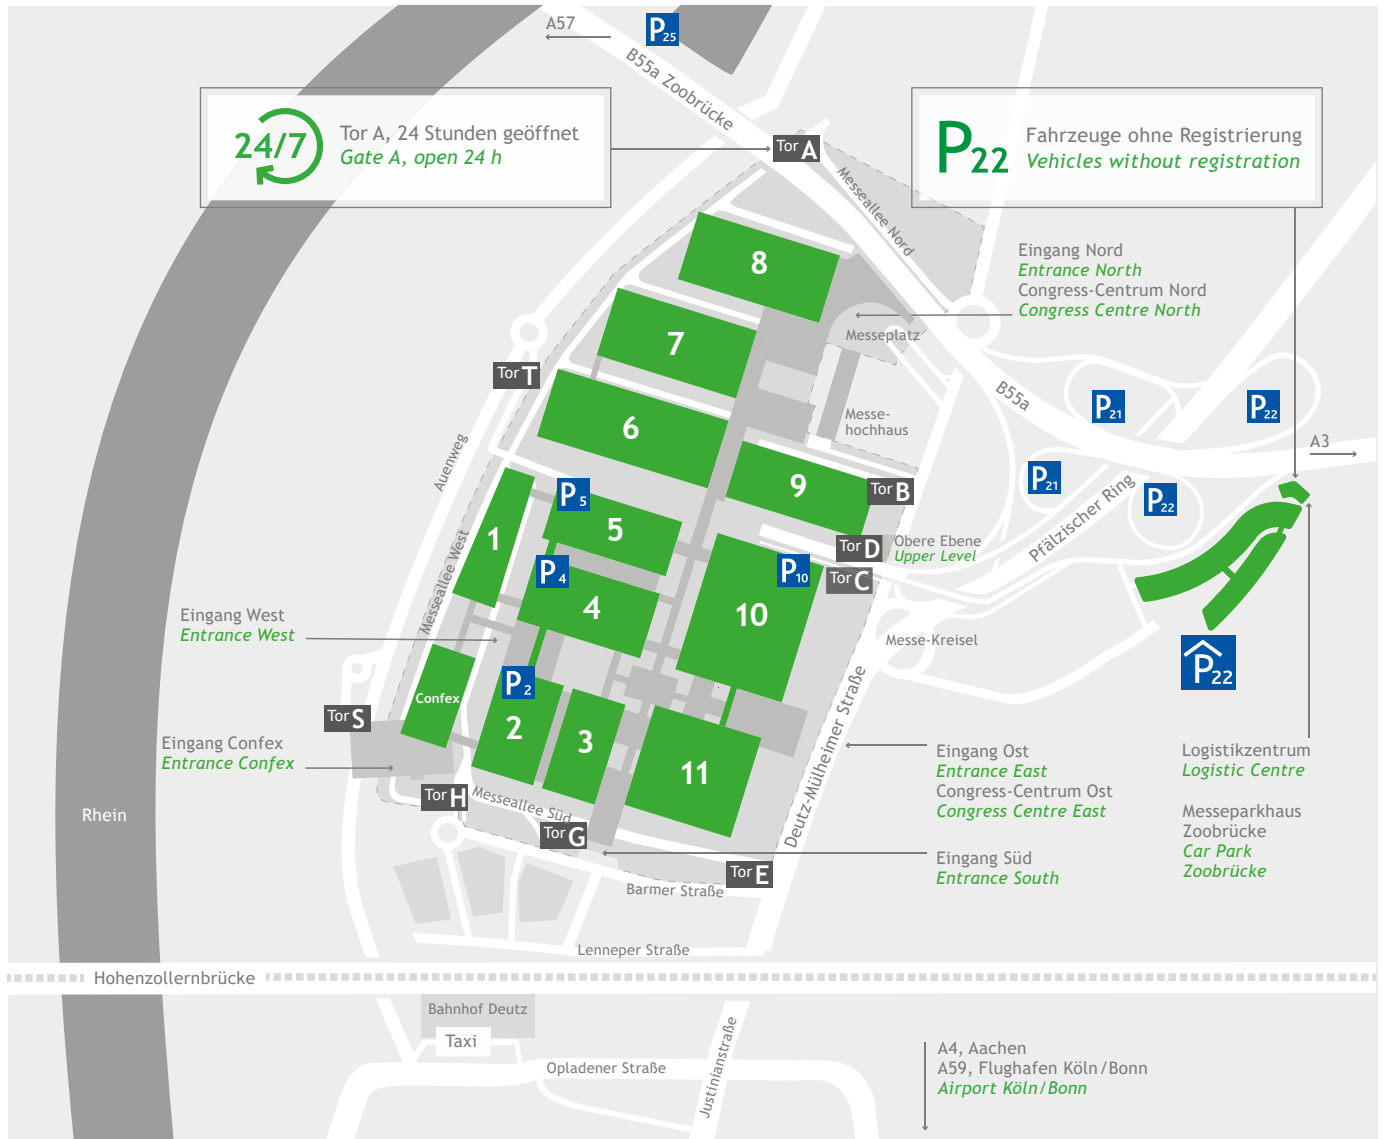 A57
P25
B55a Zoobrücke
24/7
Tor A, 24 Stunden geöffnet
Gate A, open 24 h
Tor A
P22
Fahrzeuge ohne Registrierung
Vehicles without registration
Messeallee Nord
8
Eingang Nord
Entrance North
Congress-Centrum Nord
Congress Centre North
7
Messeplatz
Tor T
B55a
P21
P22
6
Messe-
hochhaus
A3
Auenweg
P21
P22
9
Tor B
P5
1
5
Pfälzischer Ring
Tor D
Obere Ebene
Upper Level
P4
P10
Tor C
Messeallee West
4
10
Eingang West
Entrance West
Messe-Kreisel
P22
P2
Confex
Tor S
2
3
Deutz-Mülheimer Straße
Eingang Confex
Entrance Confex
11
Eingang Ost
Entrance East
Congress-Centrum Ost
Congress Centre East
Logistikzentrum
Logistic Centre
Messeparkhaus
Zoobrücke
Car Park
Zoobrücke
Rhein
Tor H
Messeallee Süd
Tor G
Eingang Süd
Entrance South
Tor E
Barmer Straße
Lenneper Straße
Hohenzollernbrücke
Bahnhof Deutz
Taxi
Opladener Straße
Justinianstraße
A4, Aachen
A59, Flughafen Köln/Bonn
Airport Köln/Bonn